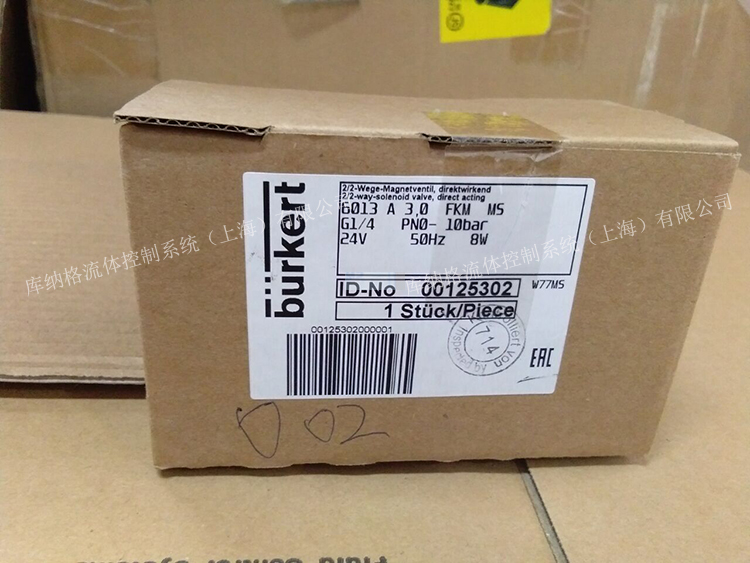 bürkert
2/2-Wege-Magnetventil, direktwirkend
2/2-way-solenoid valve, direct acting
6013 A 3,0 FKM MS
G1/4 PN0- 10bar
24V 50Hz 8W
ID-No 00125302
W77MS
1 Stück/Piece
00125302000001
714
Inspected
von
EAC
002
库纳格流体控制系统（上海）有限公司
库纳格流体控制系统（上海）有限公司